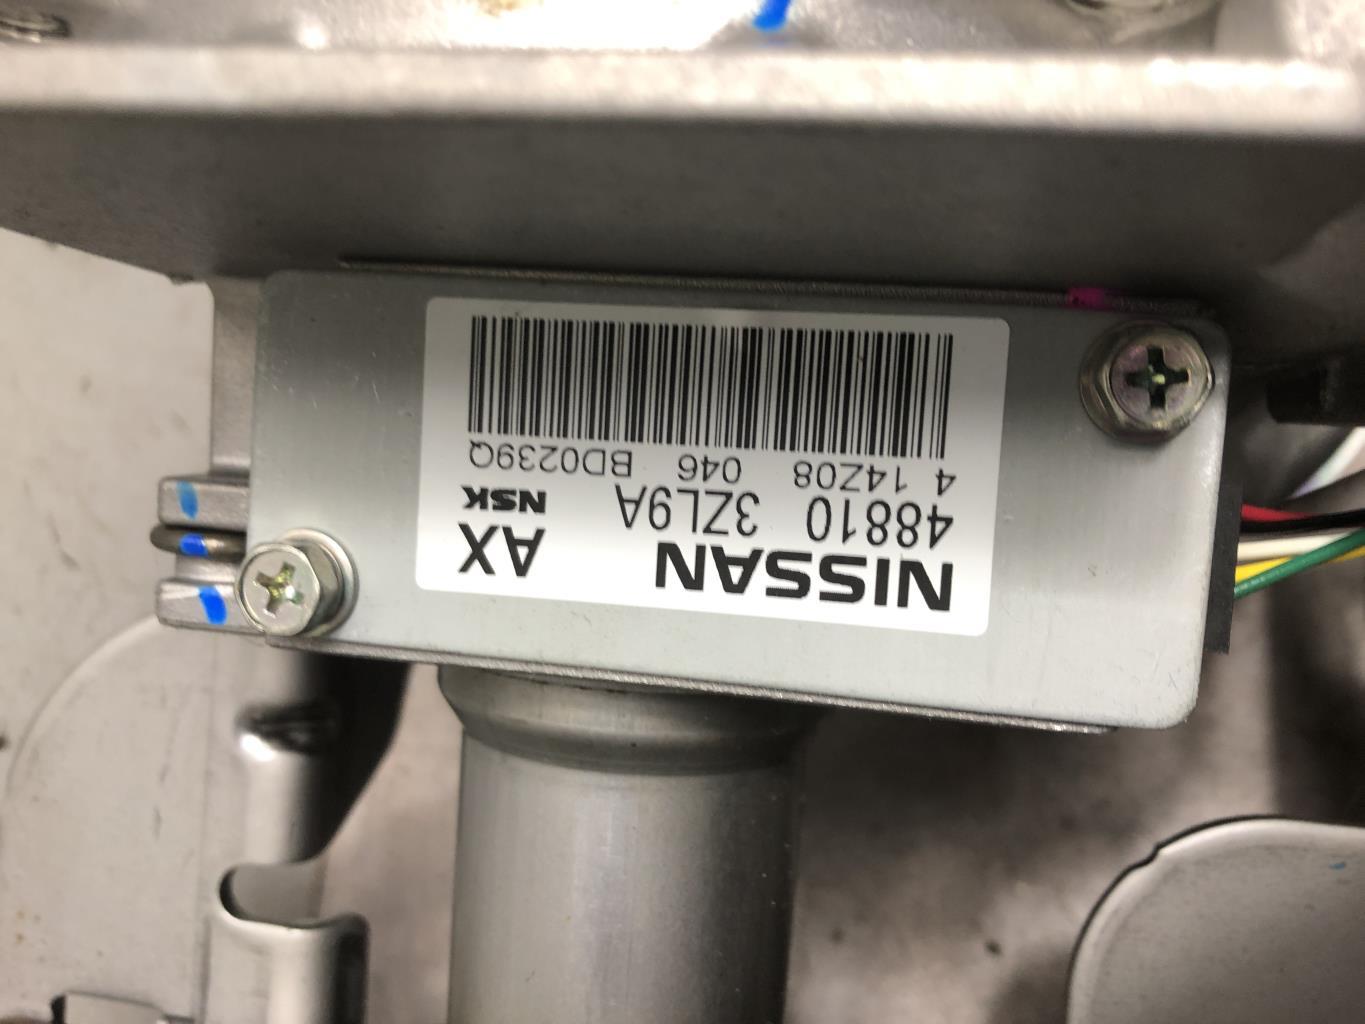 NISSAN AX
48810 3ZL9A NSK
4 14Z08 046 BD0239Q